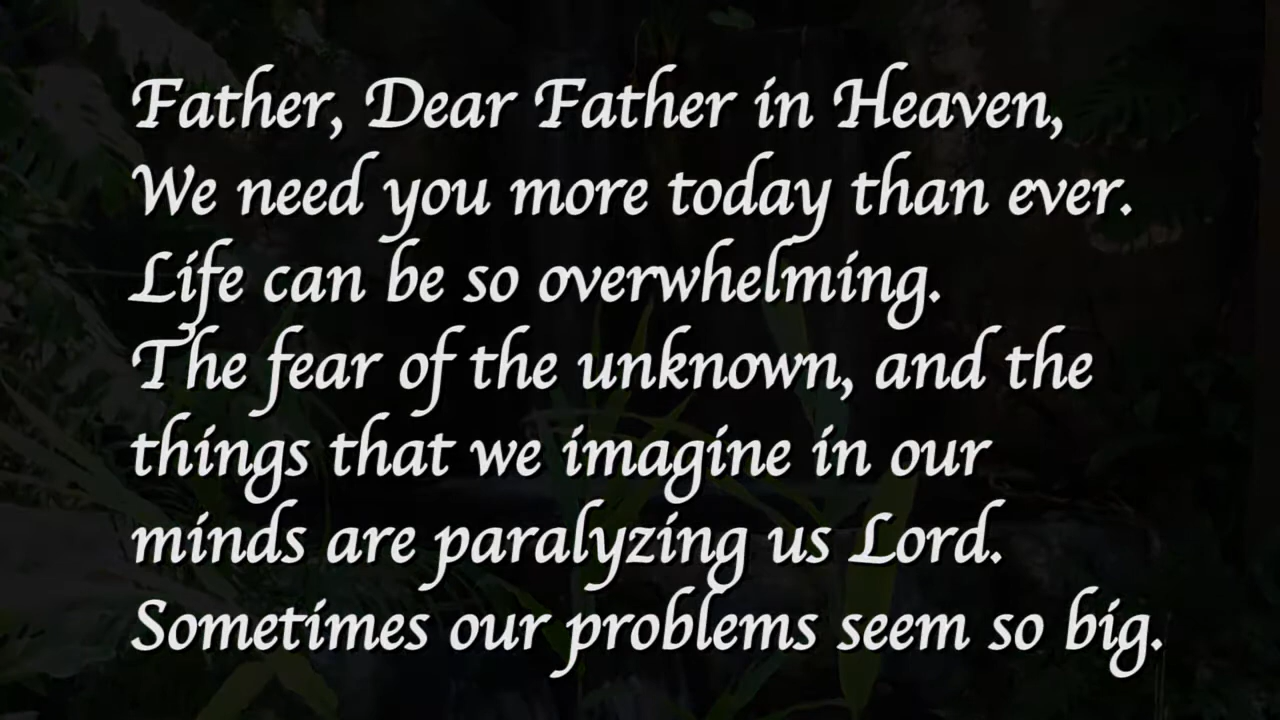 Father, Dear Father in Heaven,
We need you more today than ever.
Life can be so overwhelming.
The fear of the unknown, and the
things that we imagine in our
minds are paralyzing us Lord.
Sometimes our problems seem so big.